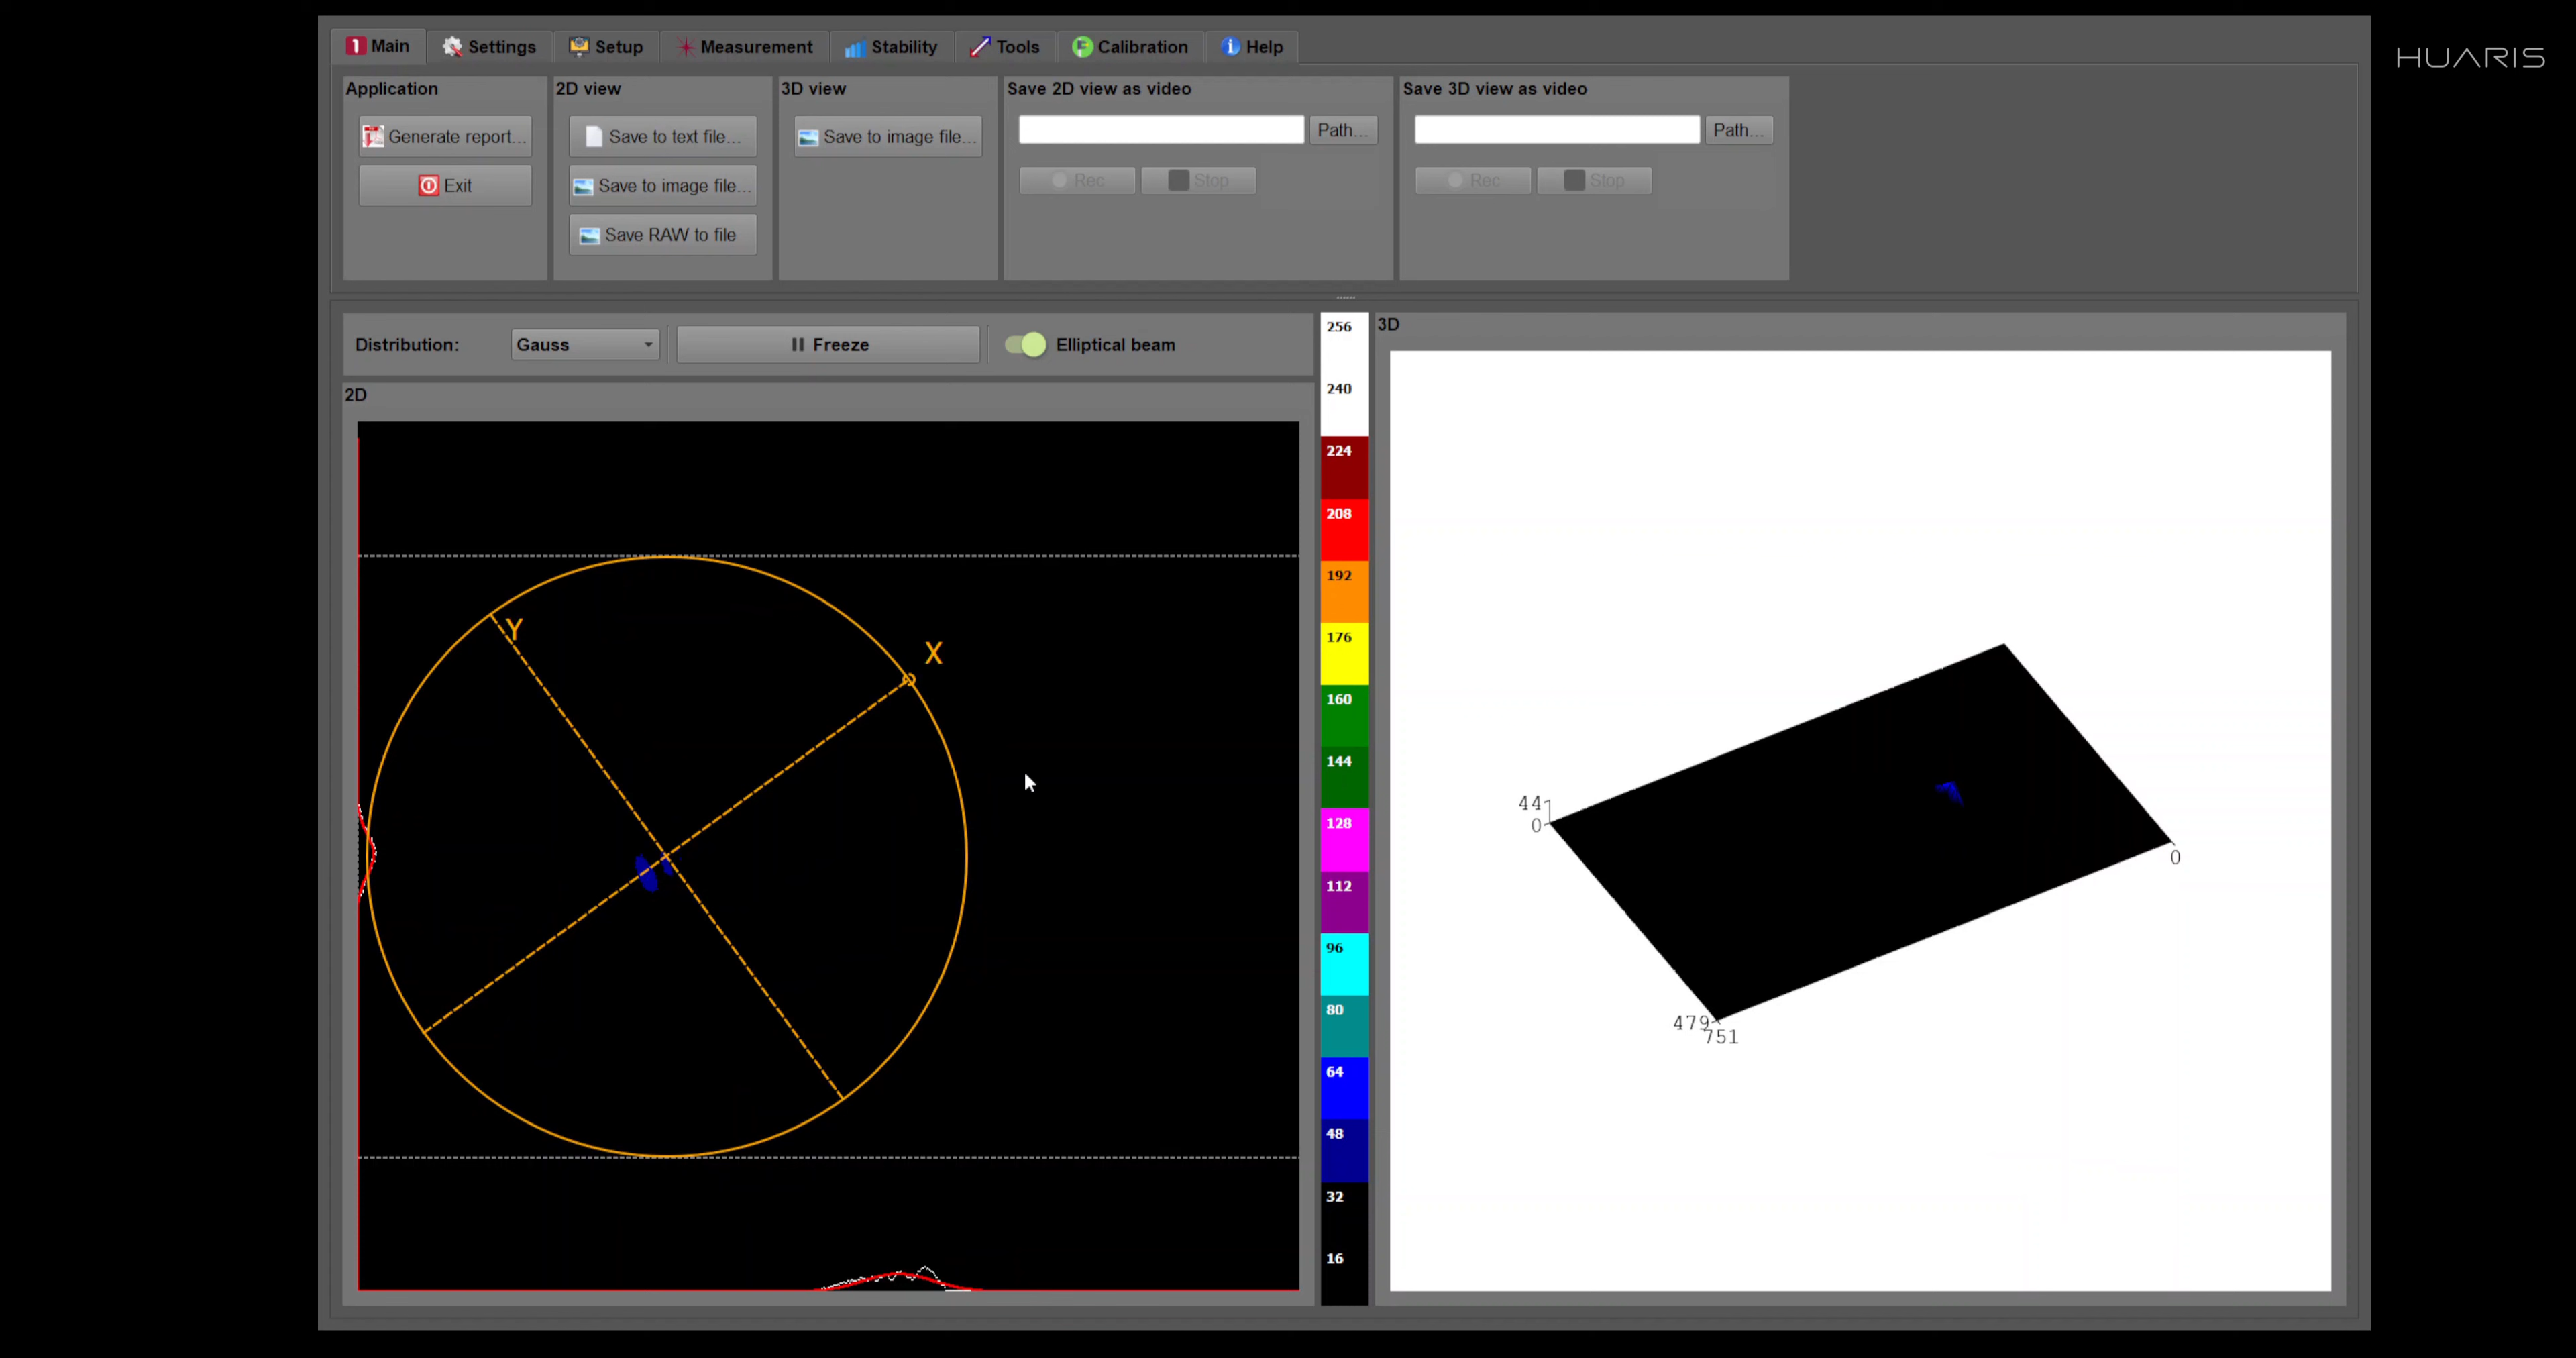 HUARIS
Main Settings Setup Measurement Stability Tools Calibration Help
Application 2D view 3D view Save 2D view as video Save 3D view as video
Generate report... Save to text file... Save to image file... Path... Path...
Exit Save to image file... Rec Stop Rec Stop
Save RAW to file
Distribution: Gauss Freeze Elliptical beam
2D
Y
X
256
240
224
208
192
176
160
144
128
112
96
80
64
48
32
16
3D
44
0
0
479
751